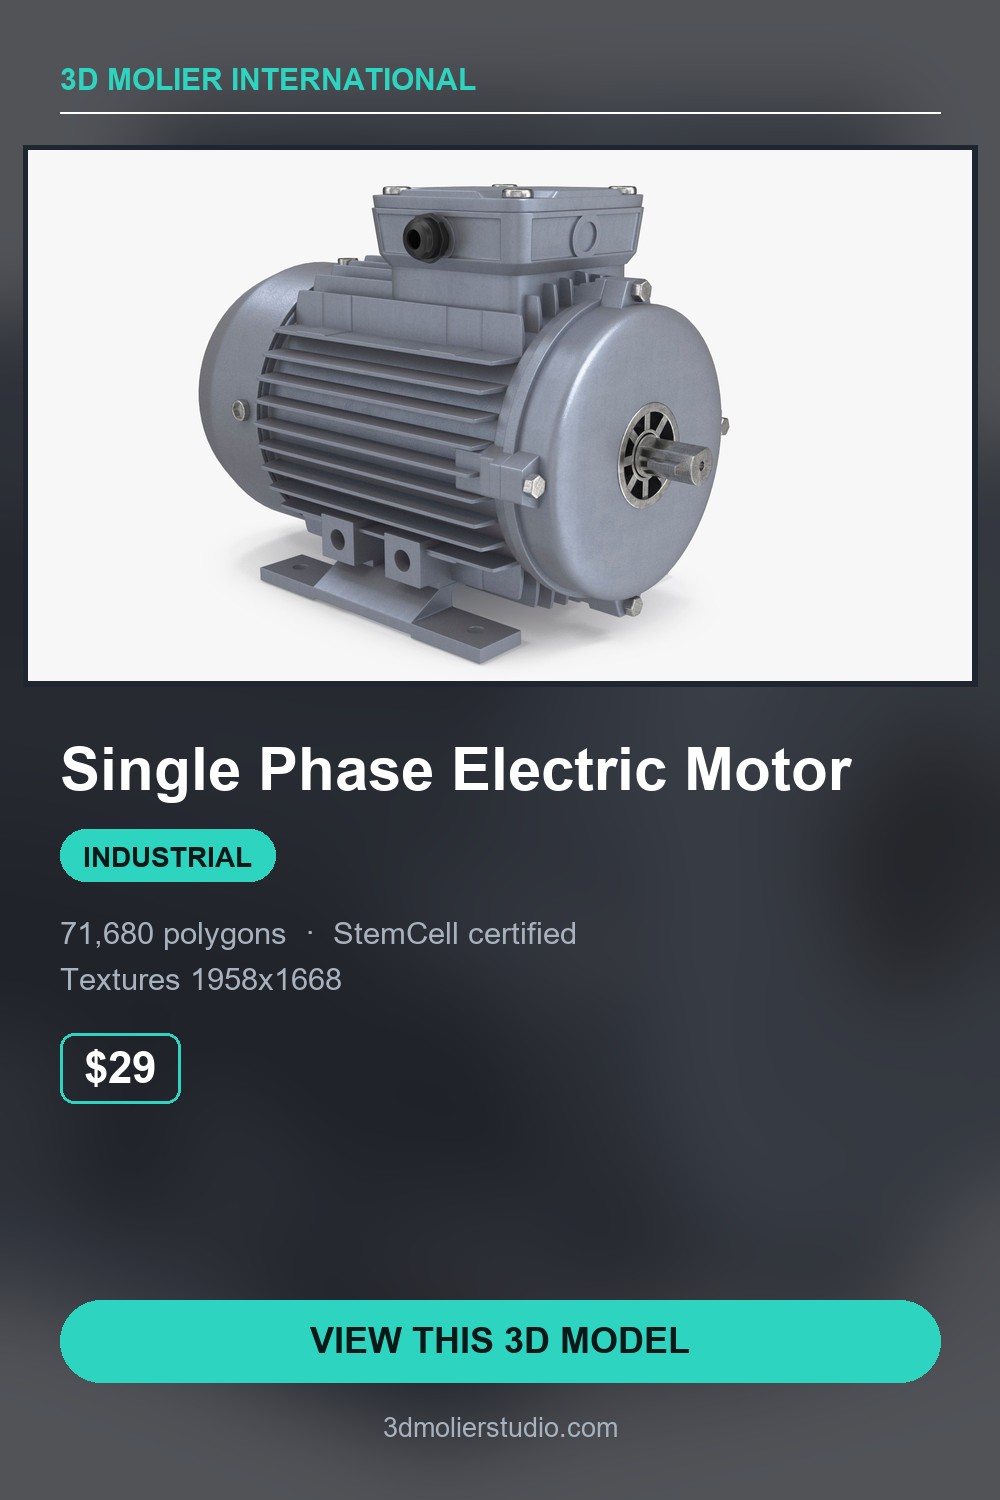 3D MOLIER INTERNATIONAL
Single Phase Electric Motor
INDUSTRIAL
71,680 polygons · StemCell certified
Textures 1958x1668
$29
VIEW THIS 3D MODEL
3dmolierstudio.com